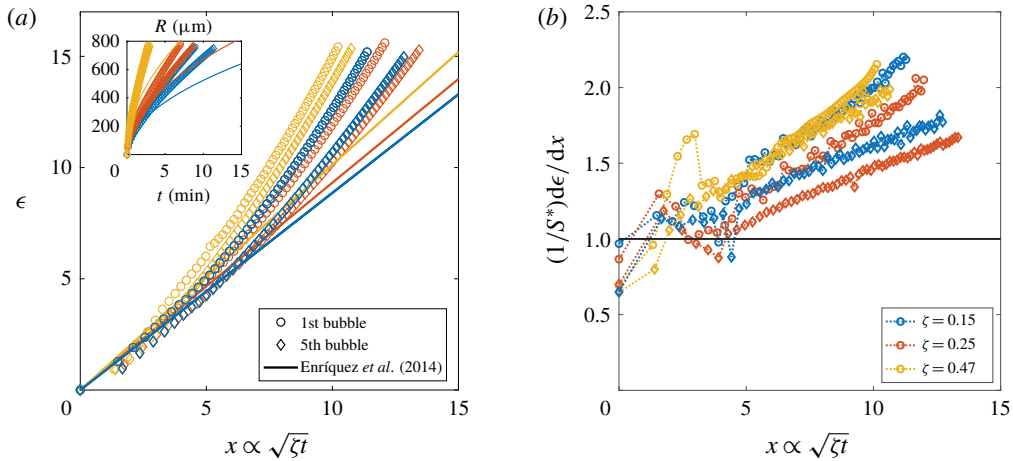 (a)
R (μm)
800
600
400
200
0
5
10
15
t (min)
15
10
5
0
ϵ
1st bubble
5th bubble
Enríquez et al. (2014)
0
5
10
15
x ∝ √ζt
(b)
2.5
2.0
1.5
1.0
0.5
(1/S*)dϵ/dx
ζ = 0.15
ζ = 0.25
ζ = 0.47
0
5
10
15
x ∝ √ζt